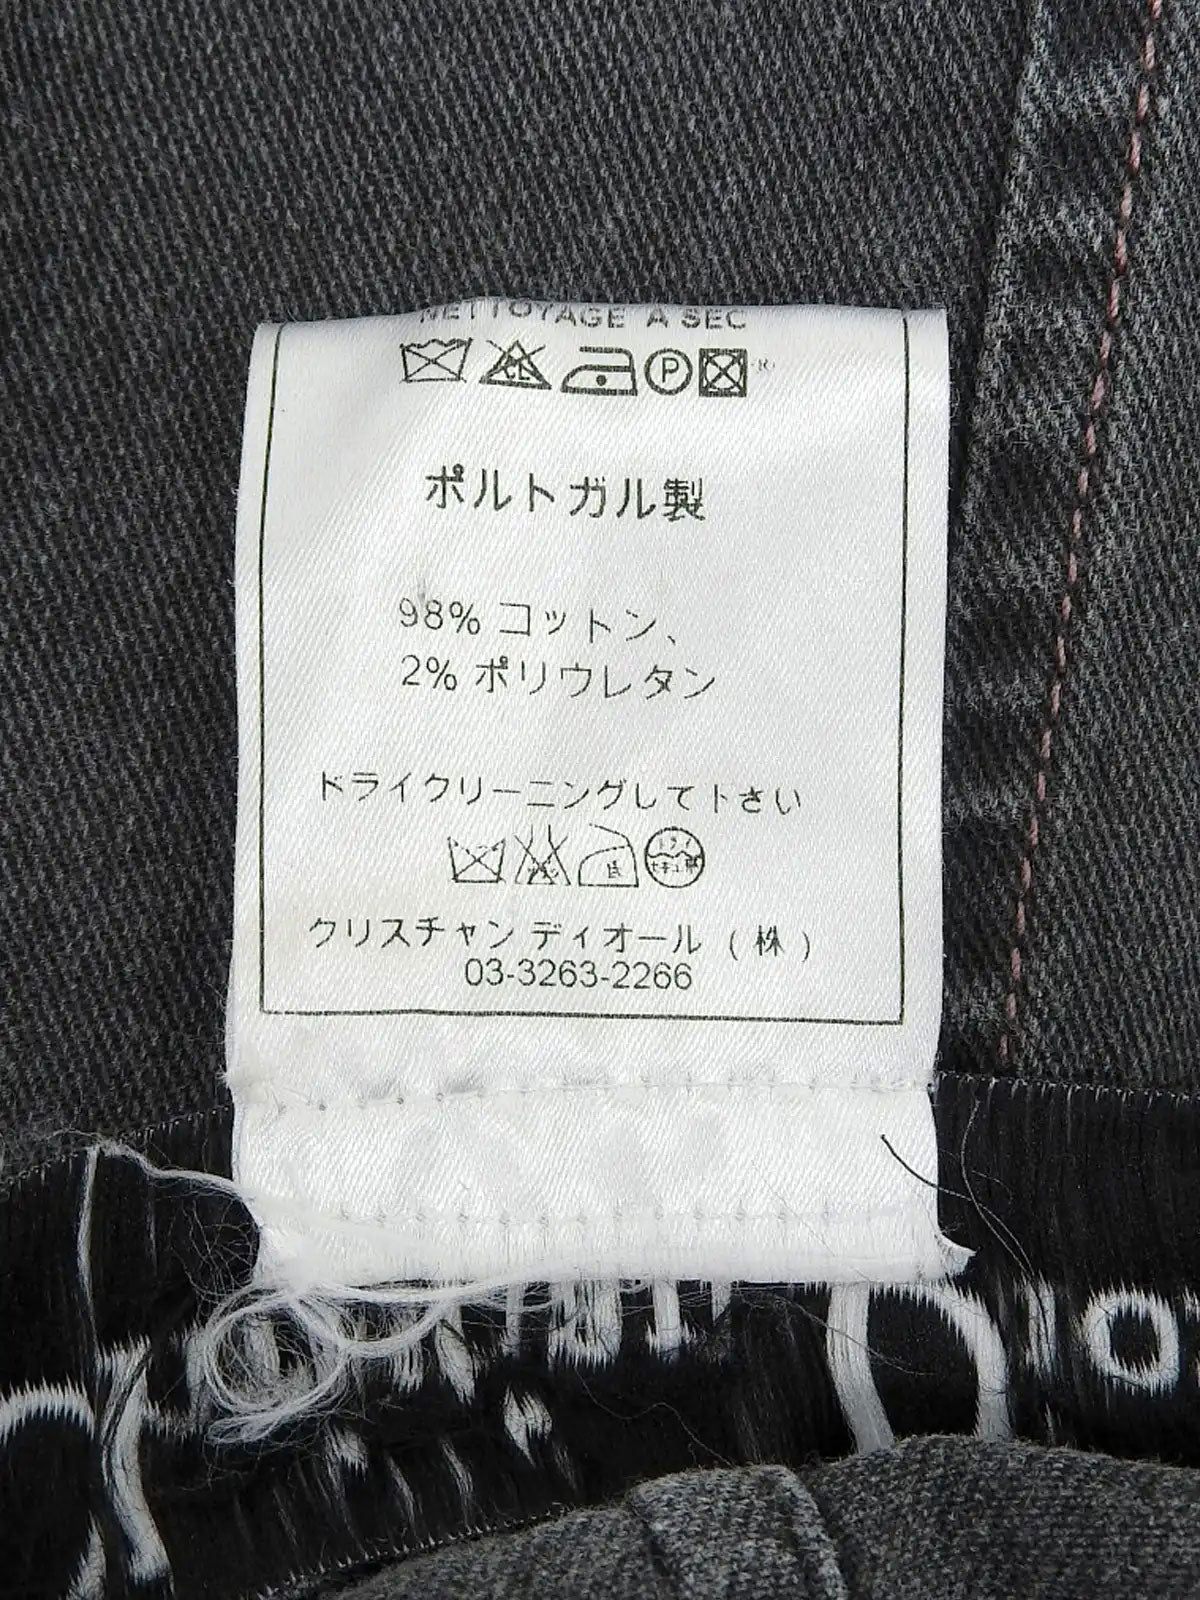 NETTOYAGE A SEC
CL P
ポルトガル製
98% コットン、
2% ポリウレタン
ドライクリーニングして下さい
クリスチャン ディオール (株)
03-3263-2266